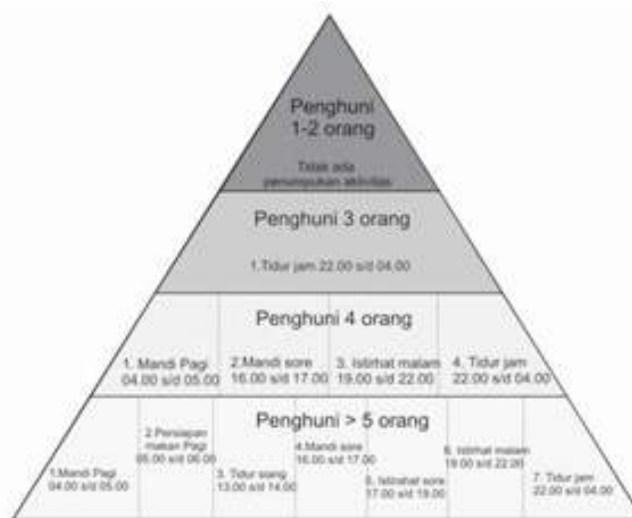 Penghuni
1-2 orang
Tidak ada
penumpukan aktivitas
Penghuni 3 orang
1.Tidur jam 22.00 s/d 04.00
Penghuni 4 orang
1. Mandi Pagi
04.00 s/d 05.00
2.Mandi sore
16.00 s/d 17.00
3. Istirhat malam
19.00 s/d 22.00
4. Tidur jam
22.00 s/d 04.00
Penghuni > 5 orang
1.Mandi Pagi
04.00 s/d 05.00
2.Persiapan
makan Pagi
05.00 s/d 06.00
3. Tidur siang
13.00 s/d 14.00
4.Mandi sore
16.00 s/d 17.00
5. Istirahat sore
17.00 s/d 19.00
6. Istirhat malam
19.00 s/d 22.00
7. Tidur jam
22.00 s/d 04.00